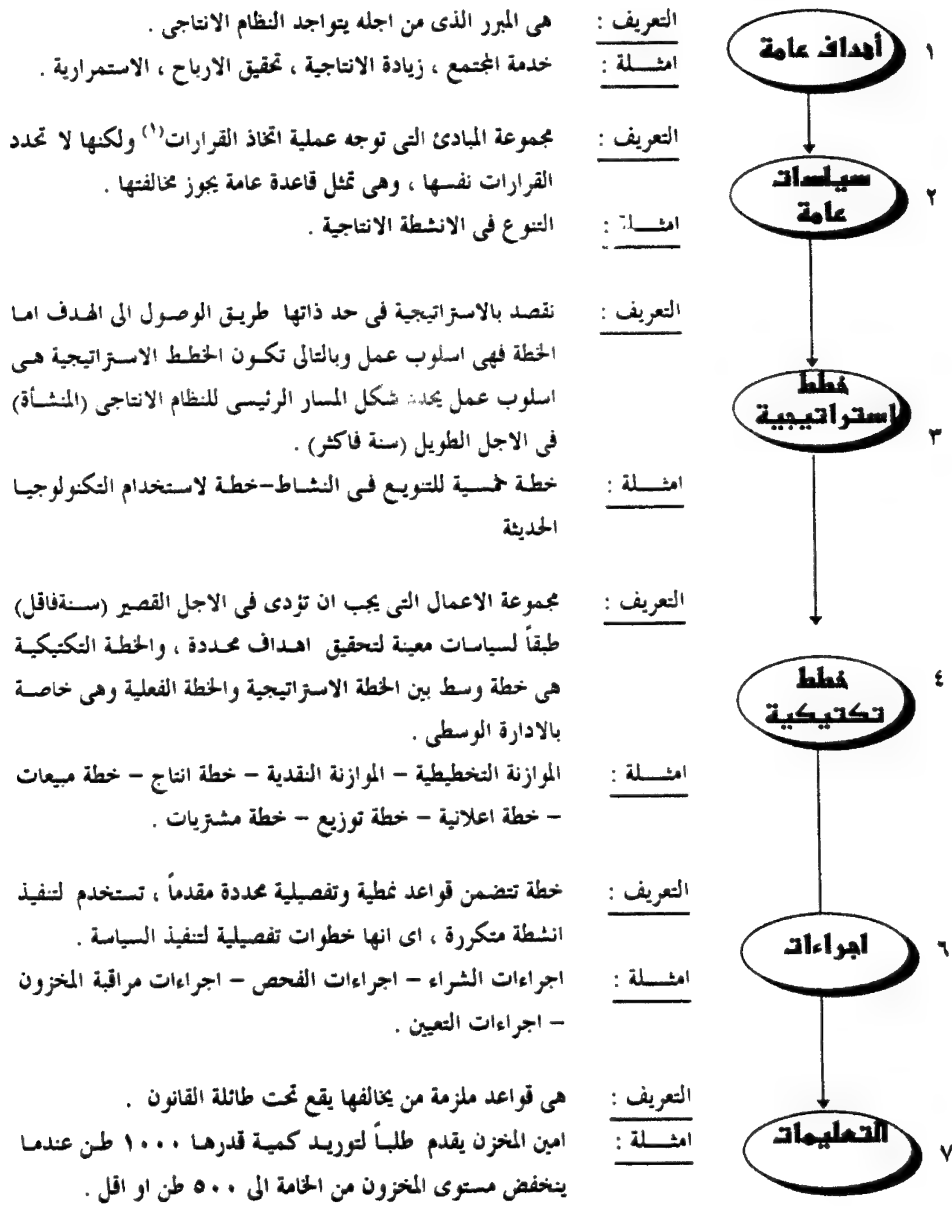 ١
أهداف عامة
التعريف : هى المبرر الذى من اجله يتواجد النظام الانتاجى .
امثـــلة : خدمة المجتمع ، زيادة الانتاجية ، تحقيق الارباح ، الاستمرارية .
٢
سياسات
عامة
التعريف : مجموعة المبادئ التى توجه عملية اتخاذ القرارات(١) ولكنها لا تحدد
القرارات نفسها ، وهى تمثل قاعدة عامة يجوز مخالفتها .
امثـــلة : التنوع فى الانشطة الانتاجية .
٣
خطط
استراتيجية
التعريف : نقصد بالاستراتيجية فى حد ذاتها طريق الوصول الى الهدف اما
الخطة فهى اسلوب عمل وبالتالى تكون الخطط الاستراتيجية هى
اسلوب عمل يحدد شكل المسار الرئيسى للنظام الانتاجى (المنشأة)
فى الاجل الطويل (سنة فاكثر) .
امثـــلة : خطة خمسية للتنويع فى النشاط-خطة لاستخدام التكنولوجيا
الحديثة
٤
خطط
تكتيكية
التعريف : مجموعة الاعمال التى يجب ان تؤدى فى الاجل القصير (سنةفاقل)
طبقاً لسياسات معينة لتحقيق اهداف محددة ، والخطة التكتيكية
هى خطة وسط بين الخطة الاستراتيجية والخطة الفعلية وهى خاصة
بالادارة الوسطى .
امثـــلة : الموازنة التخطيطية – الموازنة النقدية – خطة انتاج – خطة مبيعات
– خطة اعلانية – خطة توزيع – خطة مشتريات .
٦
اجراءات
التعريف : خطة تتضمن قواعد نمطية وتفصيلية محددة مقدماً ، تستخدم لتنفيذ
انشطة متكررة ، اى انها خطوات تفصيلية لتنفيذ السياسة .
امثـــلة : اجراءات الشراء – اجراءات الفحص – اجراءات مراقبة المخزون
– اجراءات التعيين .
٧
التعليمات
التعريف : هى قواعد ملزمة من يخالفها يقع تحت طائلة القانون .
امثـــلة : امين المخزن يقدم طلباً لتوريد كمية قدرها ١٠٠٠ طن عندما
ينخفض مستوى المخزون من الخامة الى ٥٠٠ طن او اقل .